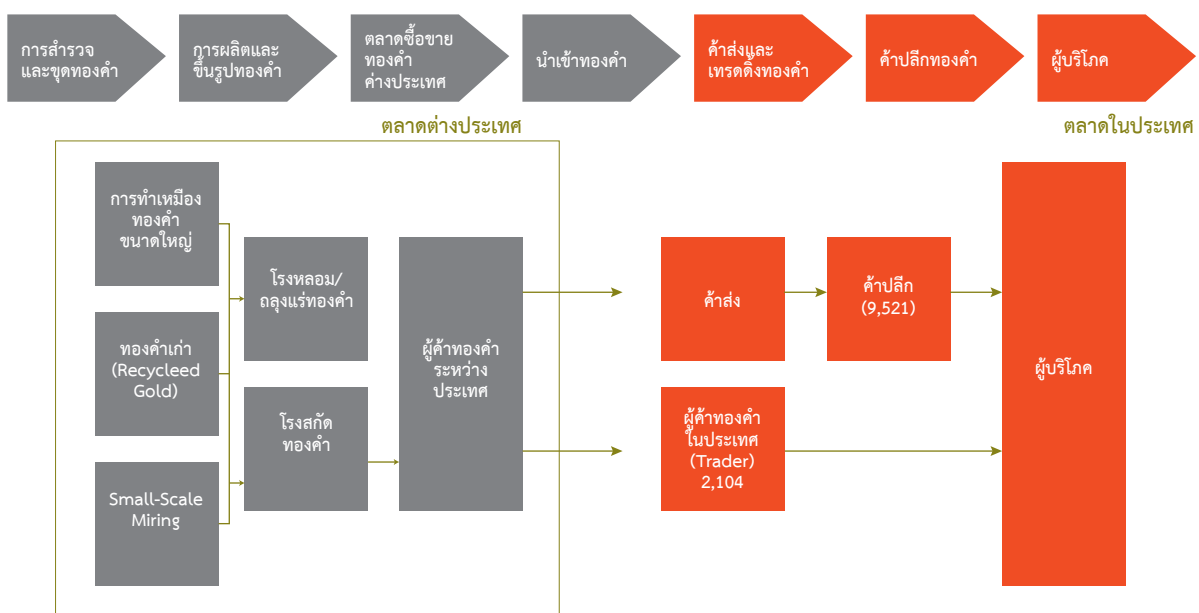 การสำรวจ
และขุดทองคำ
การผลิตและ
ขึ้นรูปทองคำ
ตลาดซื้อขาย
ทองคำ
ค่างประเทศ
นำเข้าทองคำ
ค้าส่งและ
เทรดดิ้งทองคำ
ค้าปลีกทองคำ
ผู้บริโภค
ตลาดต่างประเทศ
ตลาดในประเทศ
การทำเหมือง
ทองคำ
ขนาดใหญ่
ทองคำเก่า
(Recycleed
Gold)
Small-Scale
Miring
โรงหลอม/
ถลุงแร่ทองคำ
โรงสกัด
ทองคำ
ผู้ค้าทองคำ
ระหว่าง
ประเทศ
ค้าส่ง
ค้าปลีก
(9,521)
ผู้ค้าทองคำ
ในประเทศ
(Trader)
2,104
ผู้บริโภค